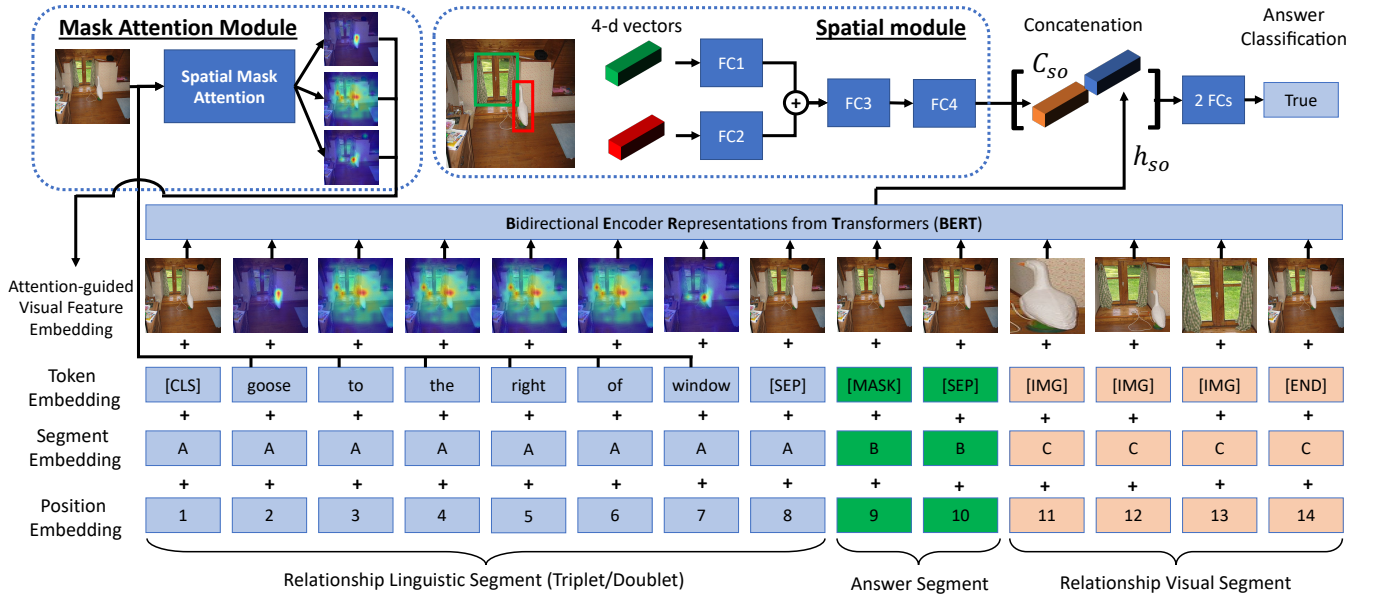 Mask Attention Module
Spatial Mask
Attention
4-d vectors
Spatial module
FC1
FC2
+
FC3
FC4
Concatenation
C_so
h_so
Answer
Classification
2 FCs
True
Bidirectional Encoder Representations from Transformers (BERT)
Attention-guided
Visual Feature
Embedding
+ + + + + + + + + + + + + +
Token
Embedding
[CLS] goose to the right of window [SEP] [MASK] [SEP] [IMG] [IMG] [IMG] [END]
+ + + + + + + + + + + + + +
Segment
Embedding
A A A A A A A A B B C C C C
+ + + + + + + + + + + + + +
Position
Embedding
1 2 3 4 5 6 7 8 9 10 11 12 13 14
Relationship Linguistic Segment (Triplet/Doublet)
Answer Segment
Relationship Visual Segment